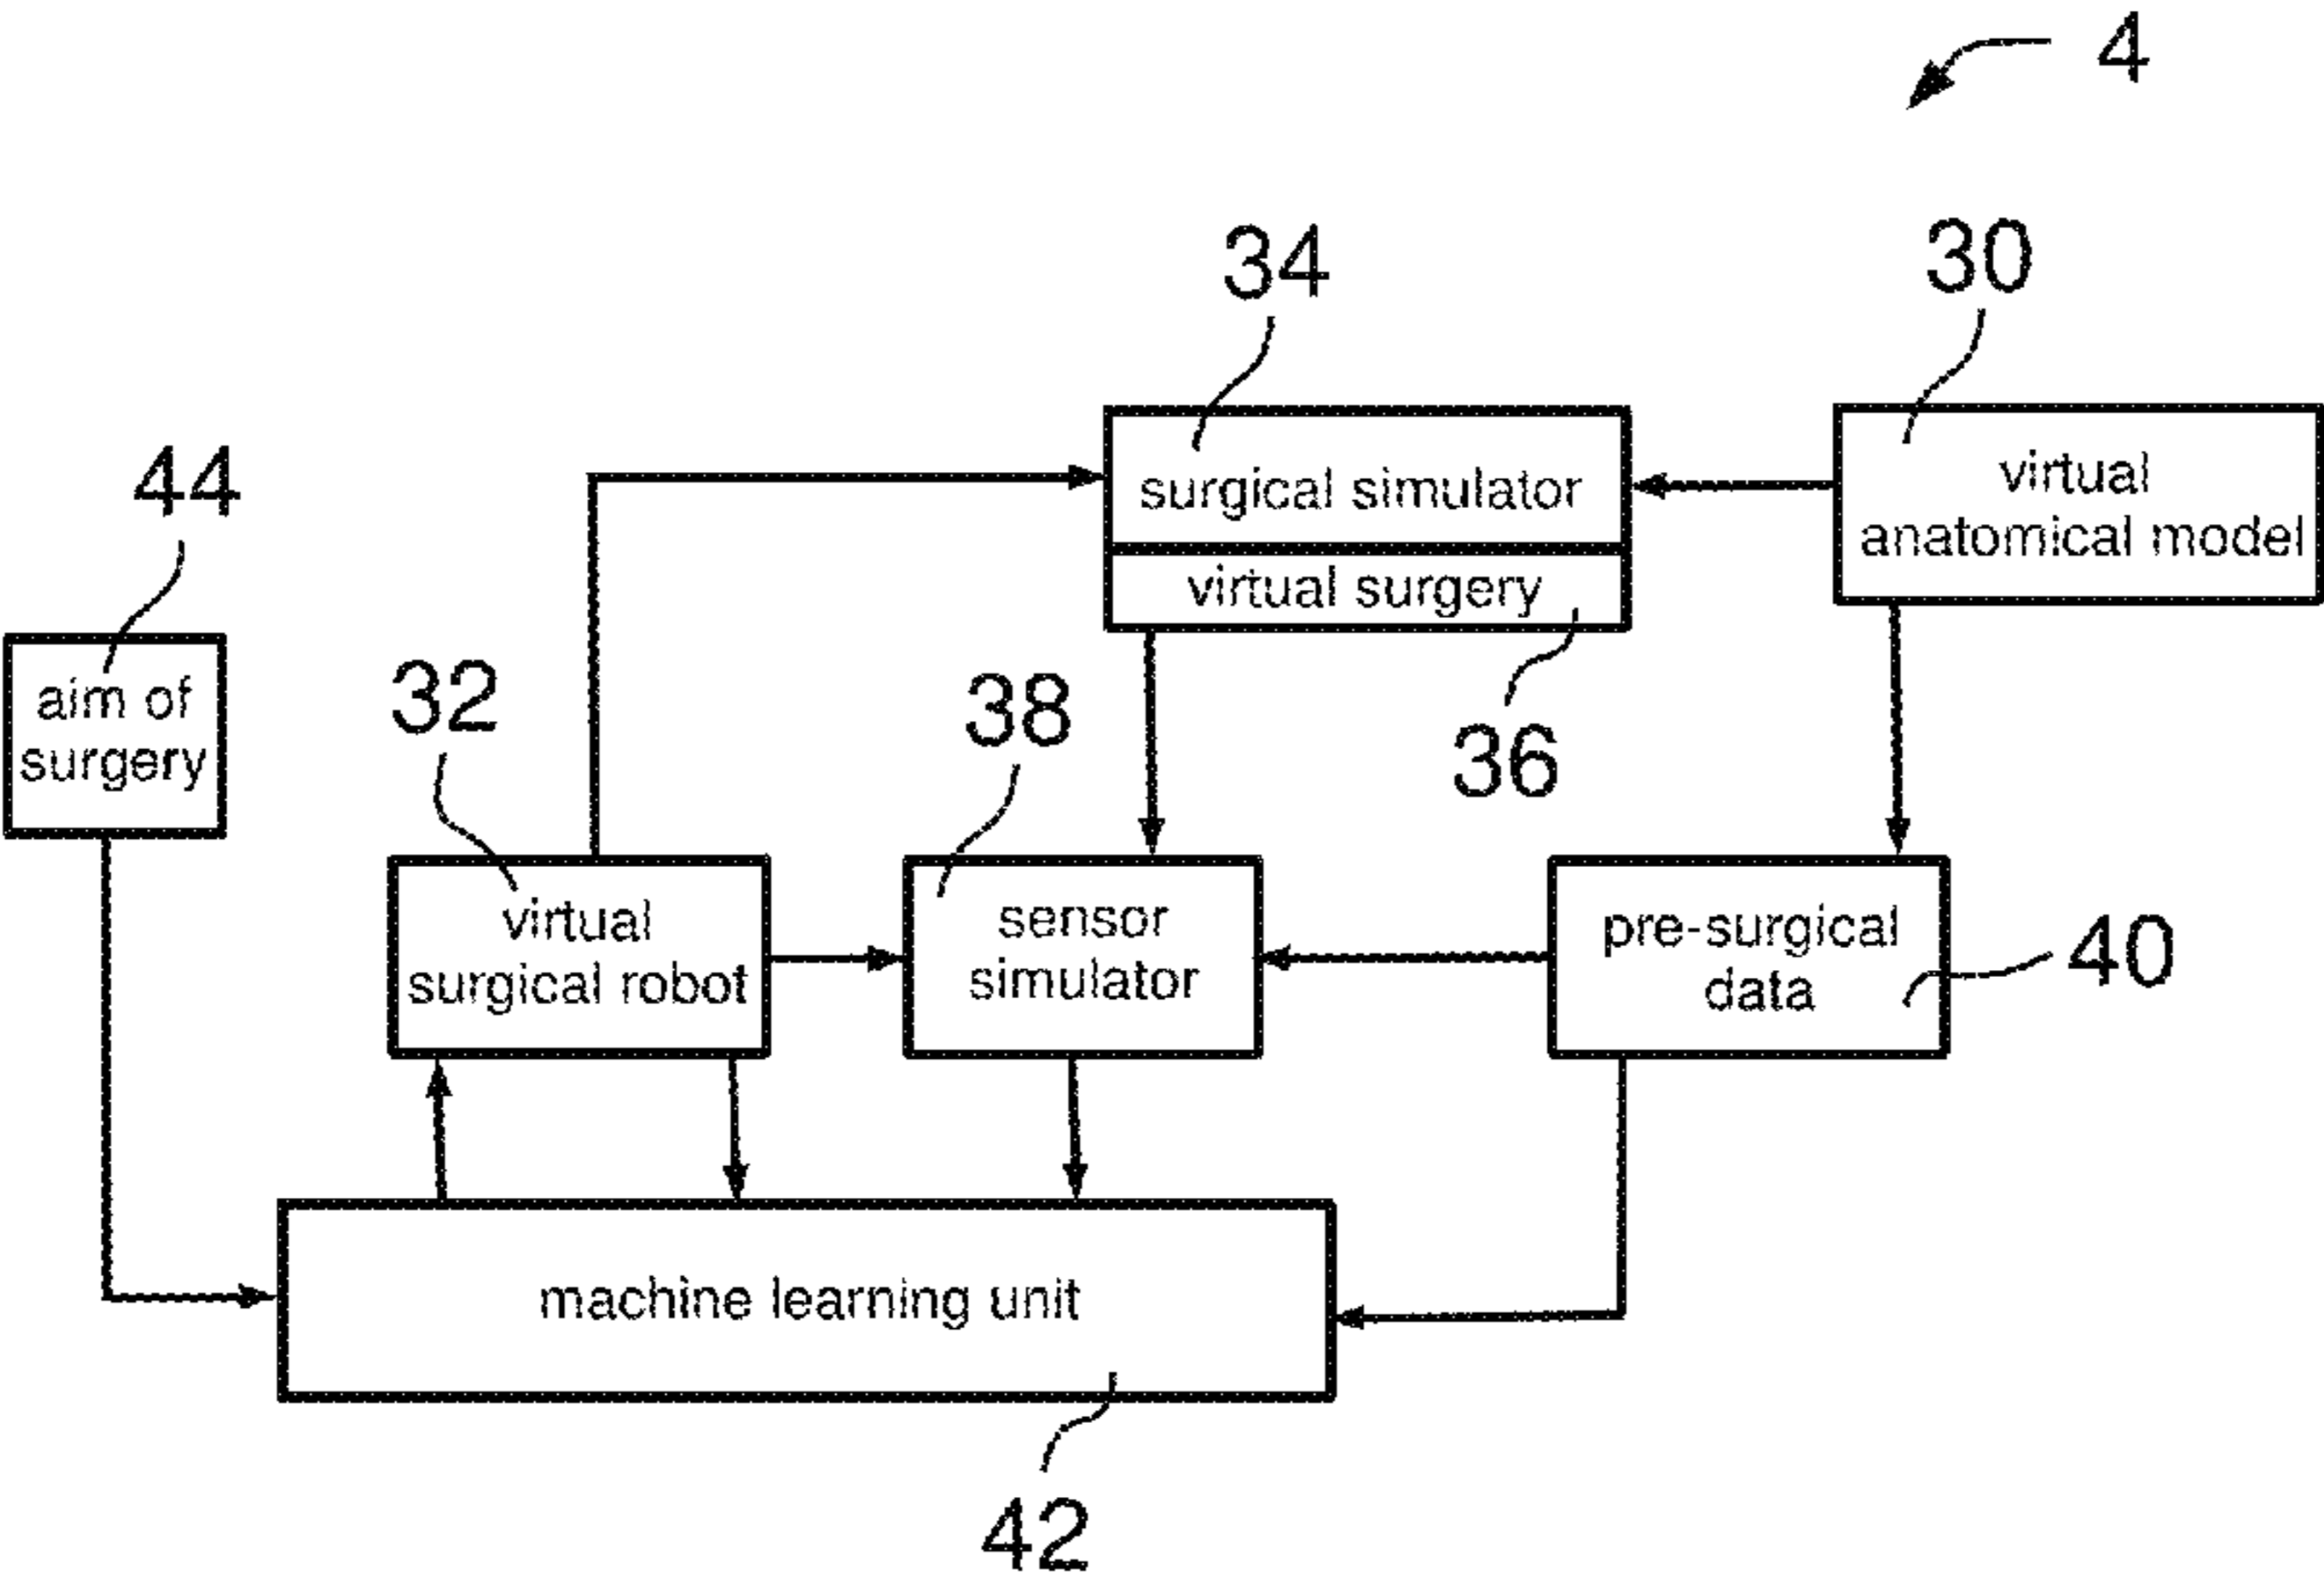 4
34
30
44
surgical simulator
virtual
anatomical model
virtual surgery
32
38
36
aim of
surgery
virtual
surgical robot
sensor
simulator
pre-surgical
data
40
machine learning unit
42